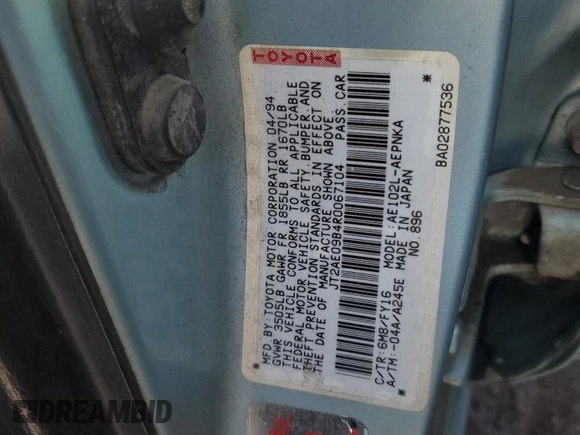 TOYOTA
MFD.BY:TOYOTA MOTOR CORPORATION 04/94
GVWR 3505LB GAWR FR 1855LB RR 1670LB
THIS VEHICLE CONFORMS TO ALL APPLICABLE
FEDERAL MOTOR VEHICLE SAFETY BUMPER,AND
THEFT PREVENTION STANDARDS IN EFFECT ON
THE DATE OF MANUFACTURE SHOWN ABOVE.
JT2AE09B4R0067104 PASS.CAR
C/TR:6M8/FY16 MODEL:AE102L-AEPNKA
A/TM:-04A/A245E MADE IN JAPAN
NO.896
*BA02877536*
DREAMBID